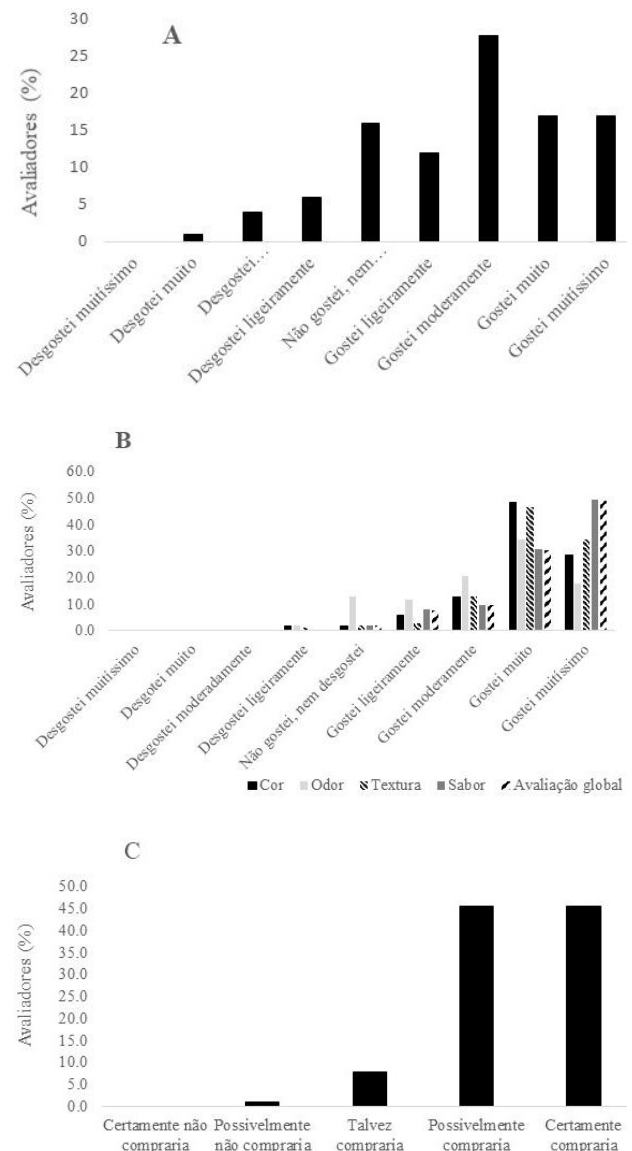 A
Avaliadores (%)
30
25
20
15
10
5
0
Desgostei muitíssimo
Desgotei muito
Desgostei…
Desgostei ligeiramente
Não gostei, nem…
Gostei ligeiramente
Gostei moderamente
Gostei muito
Gostei muitíssimo
B
Avaliadores (%)
60.0
50.0
40.0
30.0
20.0
10.0
0.0
Desgostei muitíssimo
Desgotei muito
Desgostei moderadamente
Desgostei ligeiramente
Não gostei, nem desgostei
Gostei ligeiramente
Gostei moderamente
Gostei muito
Gostei muitíssimo
Cor Odor Textura Sabor Avaliação global
C
Avaliadores (%)
50.0
45.0
40.0
35.0
30.0
25.0
20.0
15.0
10.0
5.0
0.0
Certamente não Possivelmente Talvez Possivelmente Certamente
compraria não compraria compraria compraria compraria